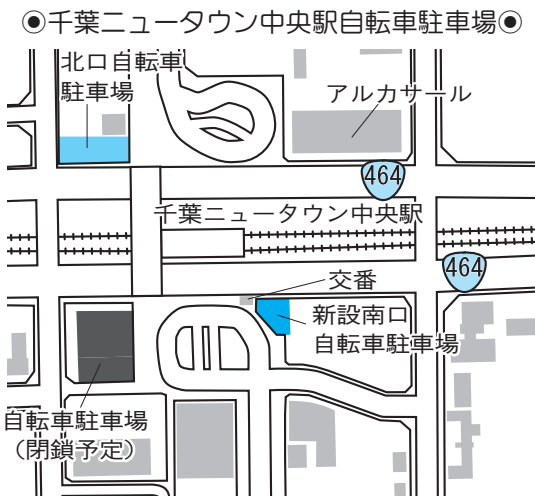 ◉千葉ニュータウン中央駅自転車駐車場◉
北口自転車
駐車場
アルカサール
464
千葉ニュータウン中央駅
464
交番
新設南口
自転車駐車場
自転車駐車場
（閉鎖予定）